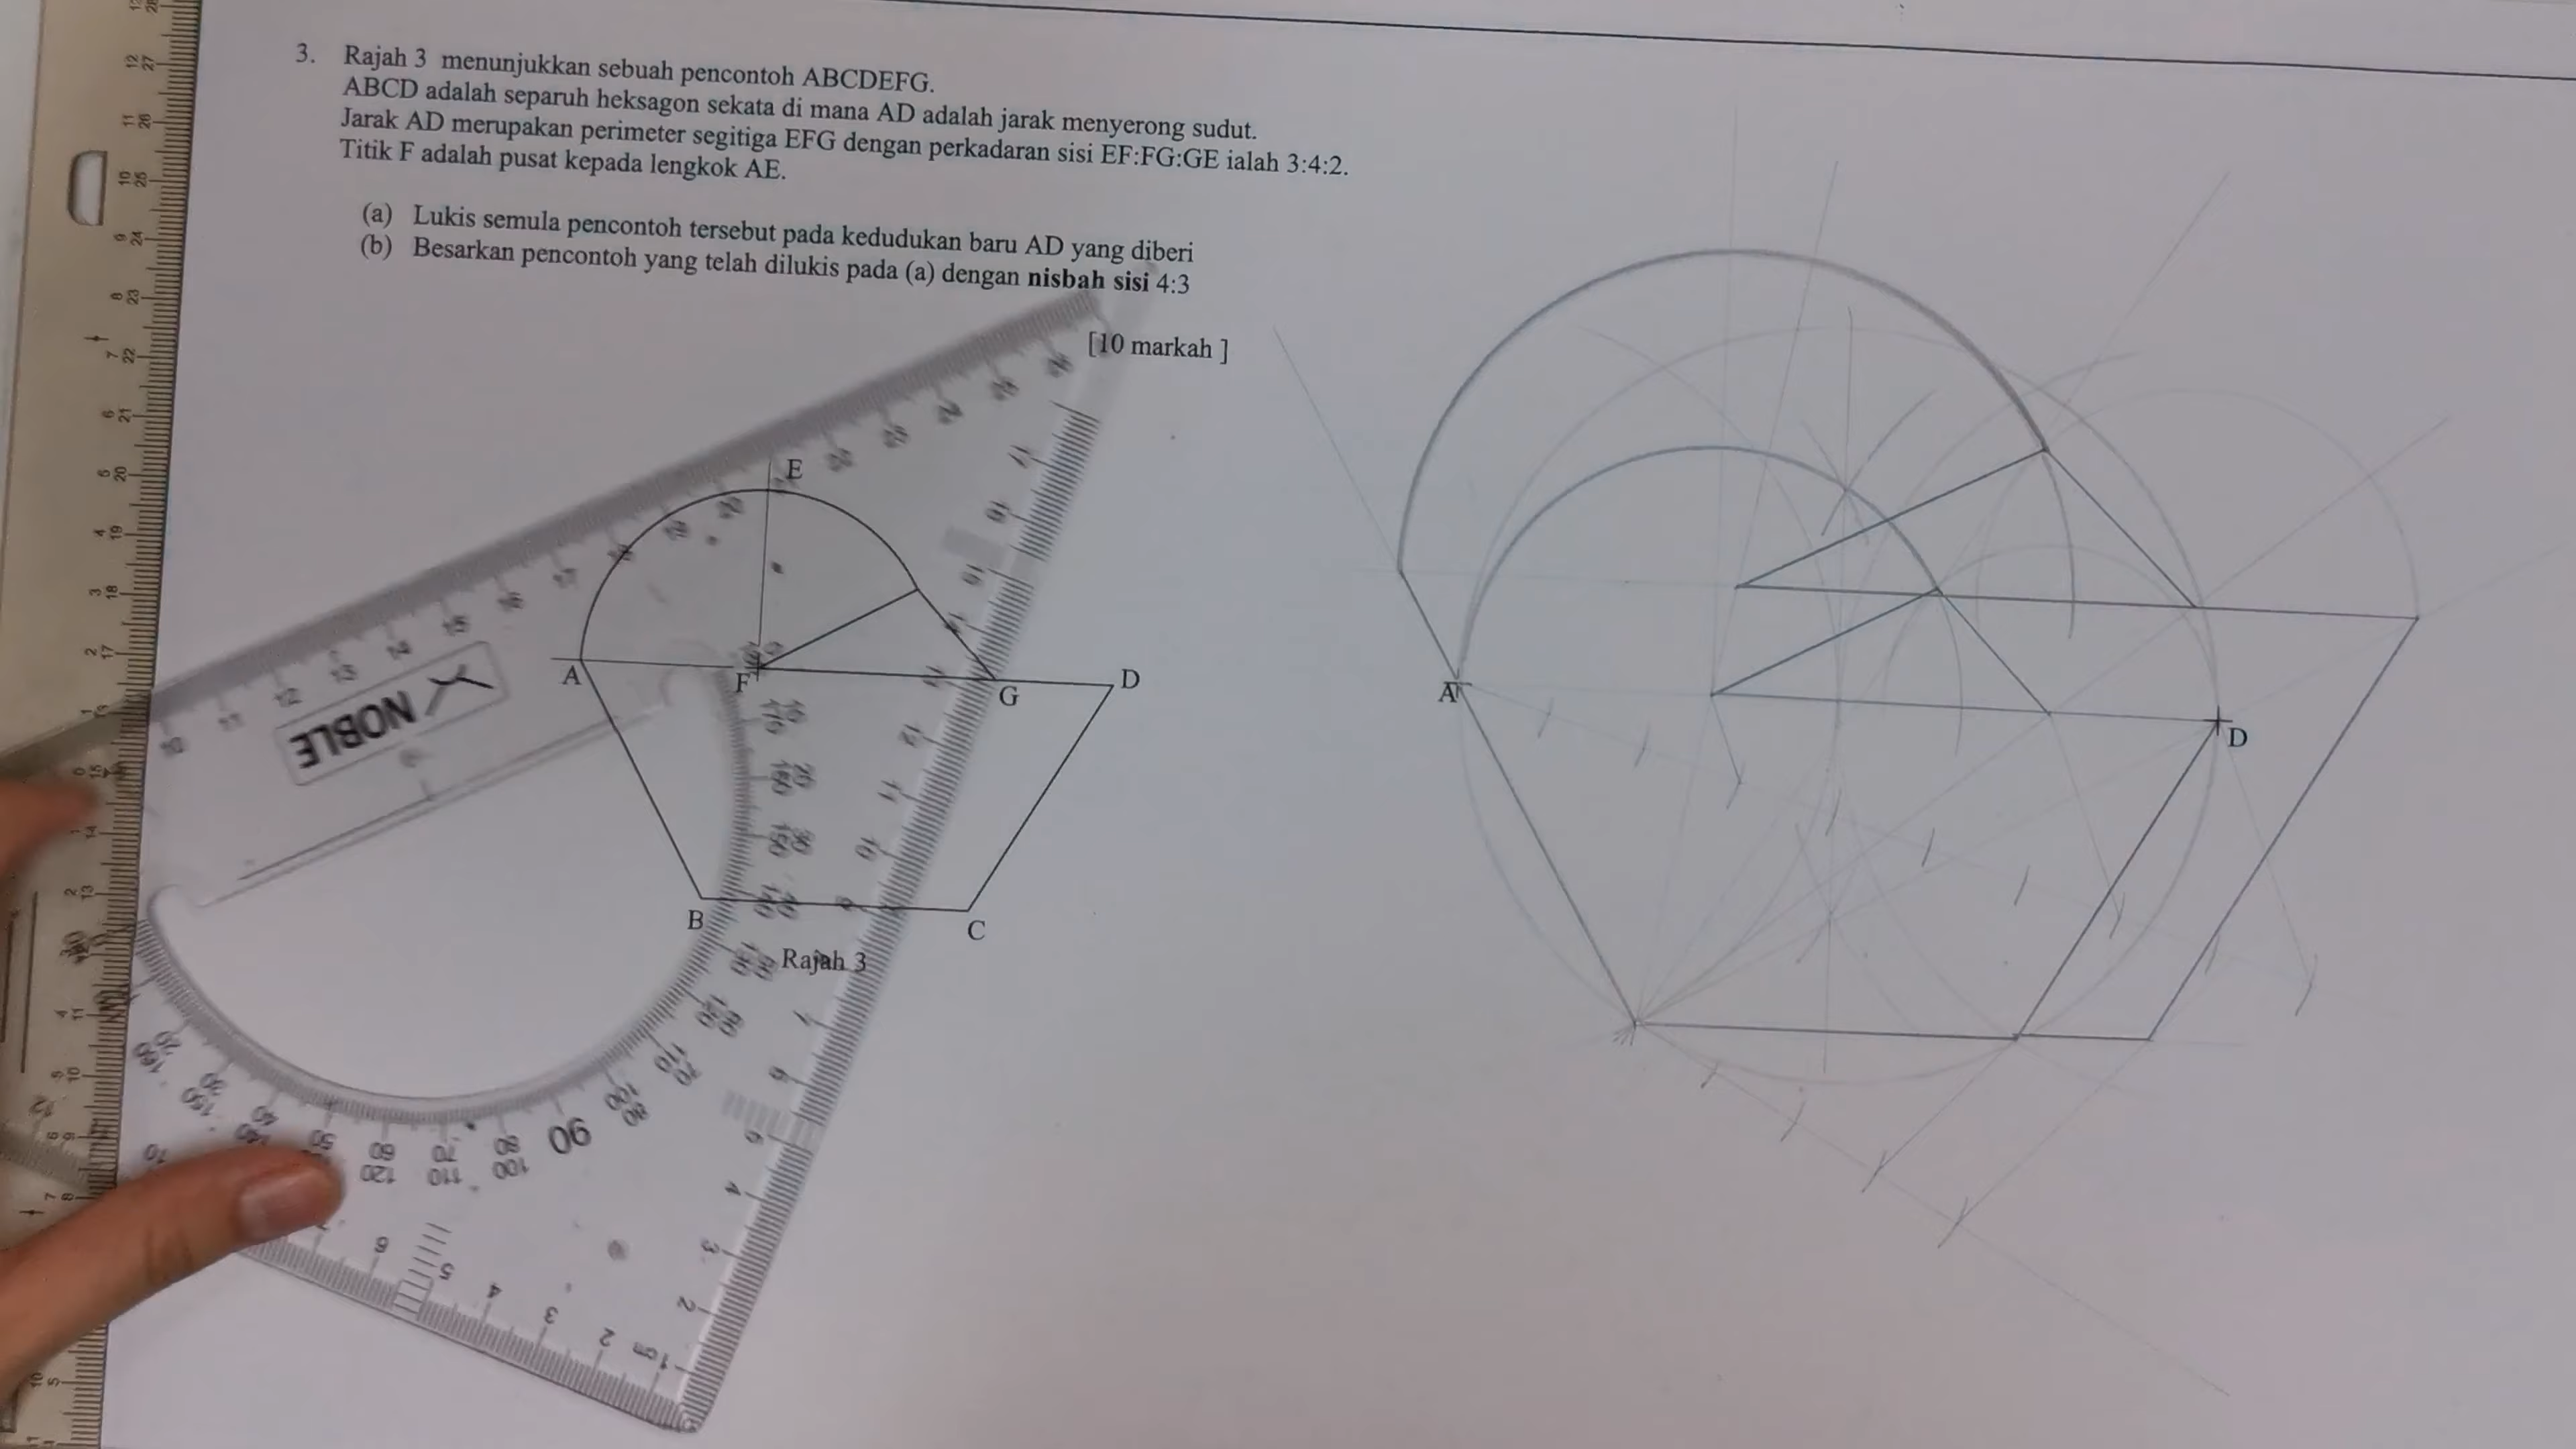 3. Rajah 3 menunjukkan sebuah pencontoh ABCDEFG.
ABCD adalah separuh heksagon sekata di mana AD adalah jarak menyerong sudut.
Jarak AD merupakan perimeter segitiga EFG dengan perkadaran sisi EF:FG:GE ialah 3:4:2.
Titik F adalah pusat kepada lengkok AE.
(a) Lukis semula pencontoh tersebut pada kedudukan baru AD yang diberi
(b) Besarkan pencontoh yang telah dilukis pada (a) dengan nisbah sisi 4:3
[10 markah ]
E
A
F
G
D
B
C
Rajah 3
NOBLE
A
D